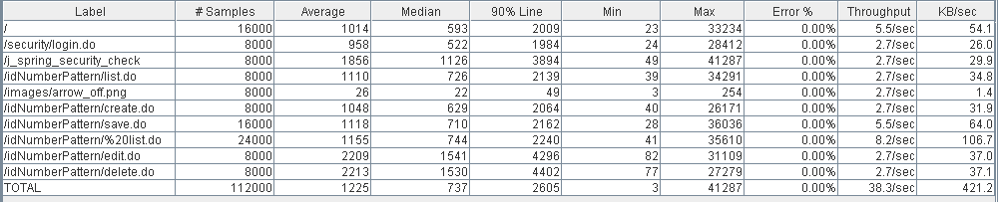 Label # Samples Average Median 90% Line Min Max Error % Throughput KB/sec
/ 16000 1014 593 2009 23 33234 0.00% 5.5/sec 54.1
/security/login.do 8000 958 522 1984 24 28412 0.00% 2.7/sec 26.0
/j_spring_security_check 8000 1856 1126 3894 49 41287 0.00% 2.7/sec 29.9
/idNumberPattern/list.do 8000 1110 726 2139 39 34291 0.00% 2.7/sec 34.8
/images/arrow_off.png 8000 26 22 49 3 254 0.00% 2.7/sec 1.4
/idNumberPattern/create.do 8000 1048 629 2064 40 26171 0.00% 2.7/sec 31.9
/idNumberPattern/save.do 16000 1118 710 2162 28 36036 0.00% 5.5/sec 64.0
/idNumberPattern/%20list.do 24000 1155 744 2240 41 35610 0.00% 8.2/sec 106.7
/idNumberPattern/edit.do 8000 2209 1541 4296 82 31109 0.00% 2.7/sec 37.0
/idNumberPattern/delete.do 8000 2213 1530 4402 77 27279 0.00% 2.7/sec 37.1
TOTAL 112000 1225 737 2605 3 41287 0.00% 38.3/sec 421.2